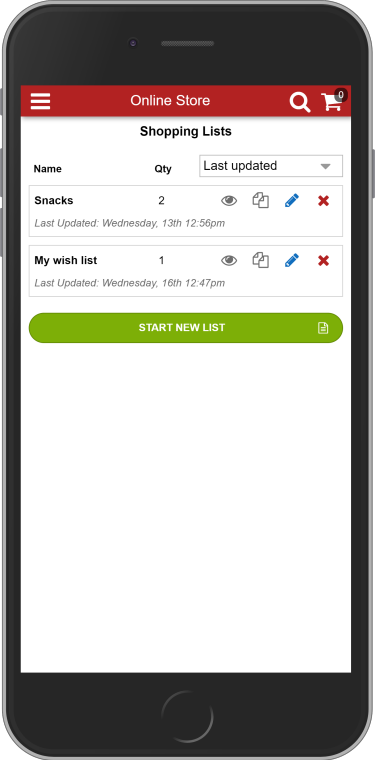 Online Store
0
Shopping Lists
Name Qty Last updated
Snacks 2
Last Updated: Wednesday, 13th 12:56pm
My wish list 1
Last Updated: Wednesday, 16th 12:47pm
START NEW LIST